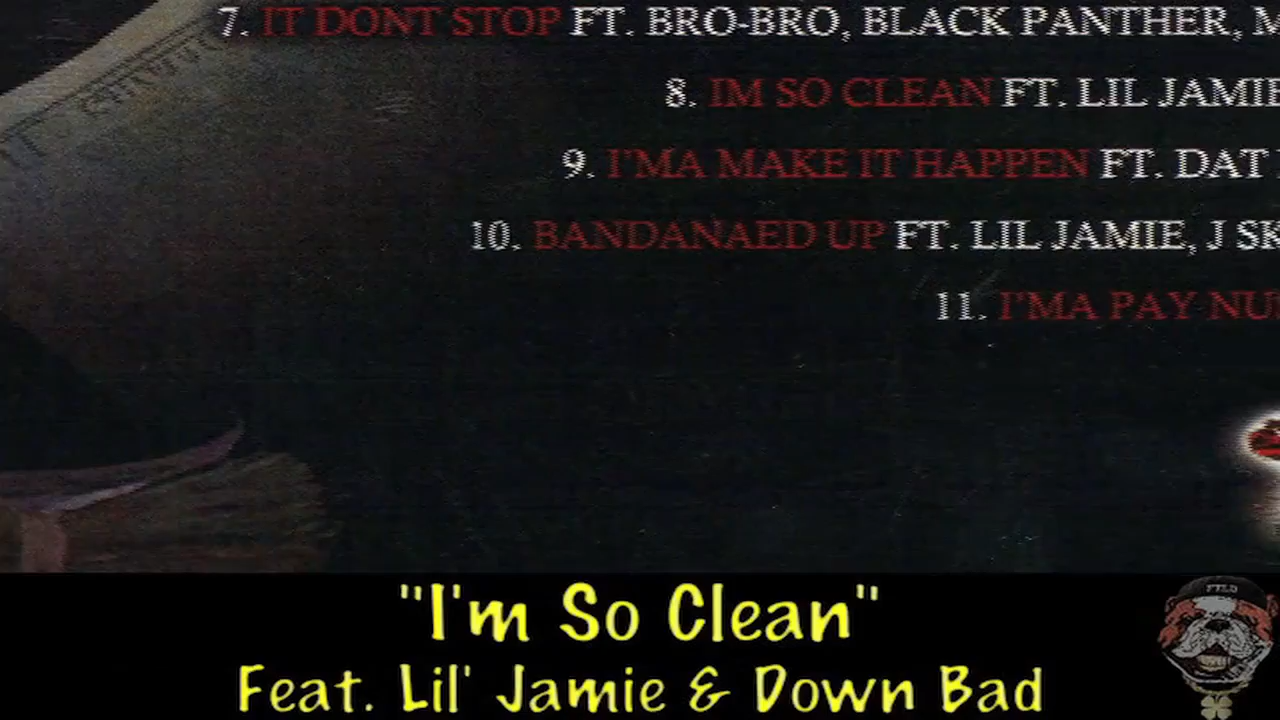 7. IT DONT STOP FT. BRO-BRO, BLACK PANTHER,
8. IM SO CLEAN FT. LIL JAMIE
9. I'MA MAKE IT HAPPEN FT. DAT
10. BANDANAED UP FT. LIL JAMIE, J
11. I'MA PAY
"I'm So Clean"
Feat. Lil' Jamie & Down Bad
FTLD